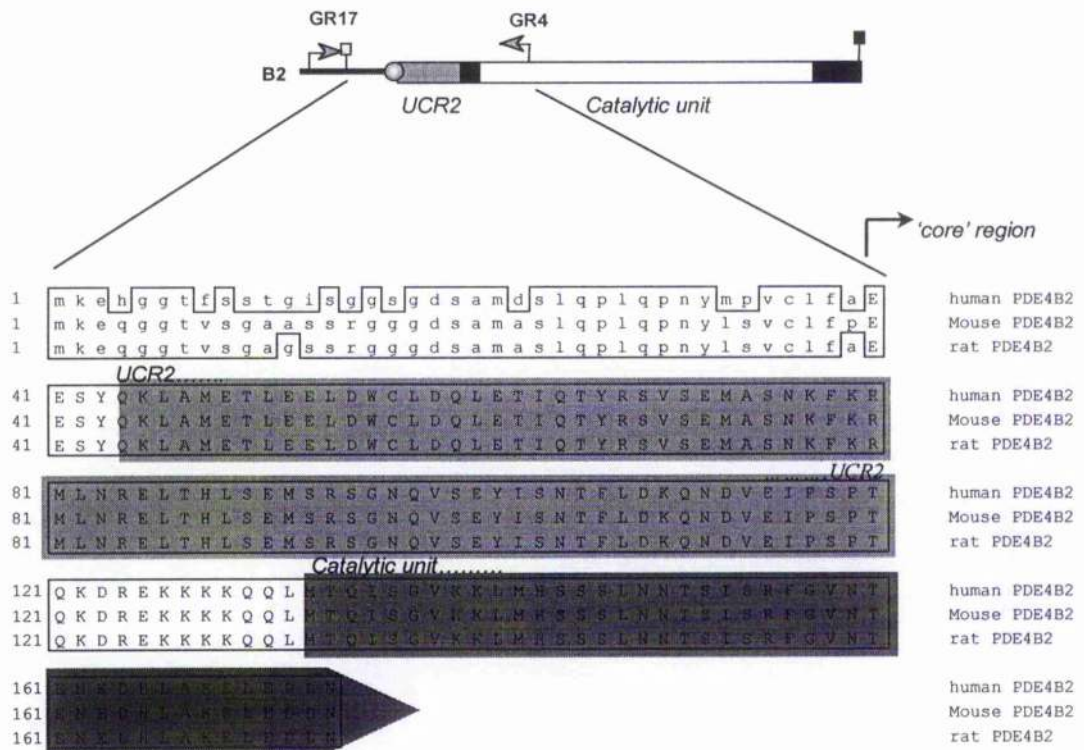 GR17 GR4
B2
UCR2 Catalytic unit
'core' region
1 m k e h g g t f s s t g i s g g s g d s a m d s l q p l q p n y m p v c l f a E human PDE4B2
1 m k e q g g t v s g a a s s r g g g d s a m a s l q p l q p n y l s v c l f p E Mouse PDE4B2
1 m k e q g g t v s g a g s s r g g g d s a m a s l q p l q p n y l s v c l f a E rat PDE4B2
UCR2.......
41 E S Y Q K L A M E T L E E L D W C L D Q L E T I Q T Y R S V S E M A S N K F K R human PDE4B2
41 E S Y Q K L A M E T L E E L D W C L D Q L E T I Q T Y R S V S E M A S N K F K R Mouse PDE4B2
41 E S Y Q K L A M E T L E E L D W C L D Q L E T I Q T Y R S V S E M A S N K F K R rat PDE4B2
..........UCR2
81 M L N R E L T H L S E M S R S G N Q V S E Y I S N T F L D K Q N D V E I P S P T human PDE4B2
81 M L N R E L T H L S E M S R S G N Q V S E Y I S N T F L D K Q N D V E I P S P T Mouse PDE4B2
81 M L N R E L T H L S E M S R S G N Q V S E Y I S N T F L D K Q N D V E I P S P T rat PDE4B2
Catalytic unit.........
121 Q K D R E K K K K Q Q L M T Q I S G V K K L M H S S S L N N T S I S R F G V N T human PDE4B2
121 Q K D R E K K K K Q Q L M T Q I S G V K K L M H S S S L N N T S I S R F G V N T Mouse PDE4B2
121 Q K D R E K K K K Q Q L M T Q I S G V K K L M H S S S L N N T S I S R F G V N T rat PDE4B2
161 human PDE4B2
161 Mouse PDE4B2
161 rat PDE4B2